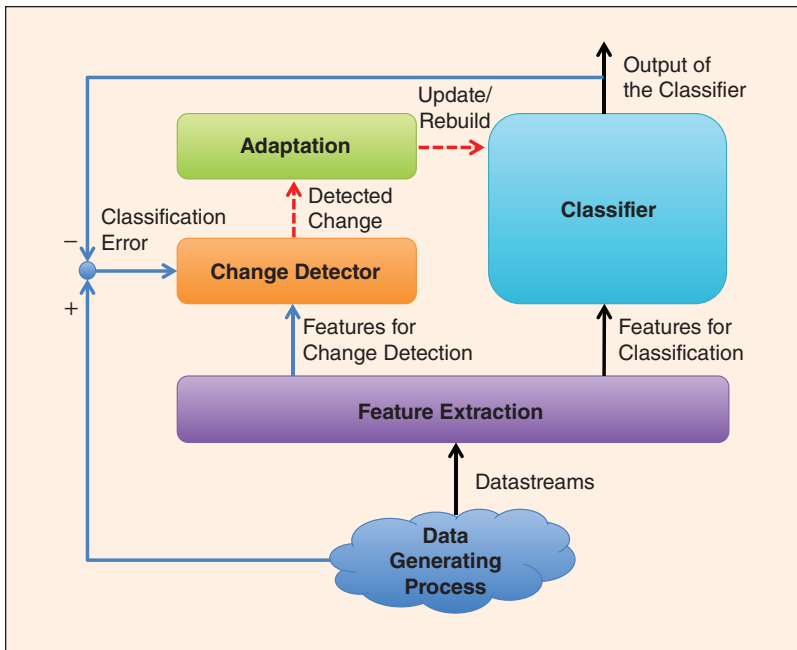 Output of
the Classifier
Update/
Rebuild
Adaptation
Classifier
Detected
Change
Classification
Error
−
Change Detector
+
Features for
Change Detection
Features for
Classification
Feature Extraction
Datastreams
Data
Generating
Process